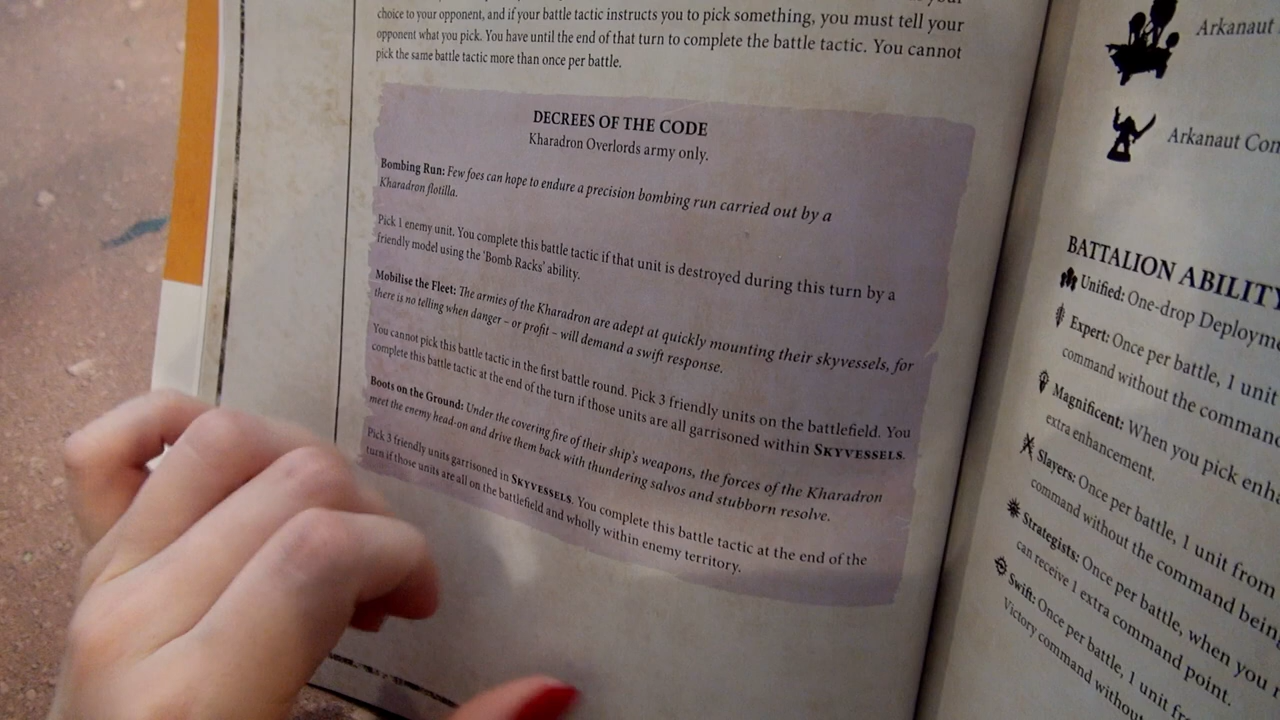 choice to your opponent, and if your battle tactic instructs you to pick something, you must tell your
opponent what you pick. You have until the end of that turn to complete the battle tactic. You cannot
pick the same battle tactic more than once per battle.
DECREES OF THE CODE
Kharadron Overlords army only.
Bombing Run: Few foes can hope to endure a precision bombing run carried out by a
Kharadron flotilla.
Pick 1 enemy unit. You complete this battle tactic if that unit is destroyed during this turn by a
friendly model using the 'Bomb Racks' ability.
Mobilise the Fleet: The armies of the Kharadron are adept at quickly mounting their skyvessels, for
there is no telling when danger – or profit – will demand a swift response.
You cannot pick this battle tactic in the first battle round. Pick 3 friendly units on the battlefield. You
complete this battle tactic at the end of the turn if those units are all garrisoned within SKYVESSELS.
Boots on the Ground: Under the covering fire of their ship's weapons, the forces of the Kharadron
meet the enemy head-on and drive them back with thundering salvos and stubborn resolve.
Pick 3 friendly units garrisoned in SKYVESSELS. You complete this battle tactic at the end of the
turn if those units are all on the battlefield and wholly within enemy territory.
Arkanaut
Arkanaut
BATTALION
Unified: One-drop
Expert: Once per battle, 1 unit
command without the
Magnificent: When you pick
extra enhancement.
Slayers: Once per battle, 1 unit from
command without the command
Strategists: Once per battle, when you
can receive 1 extra command point.
Swift: Once per battle, 1 unit
Victory command